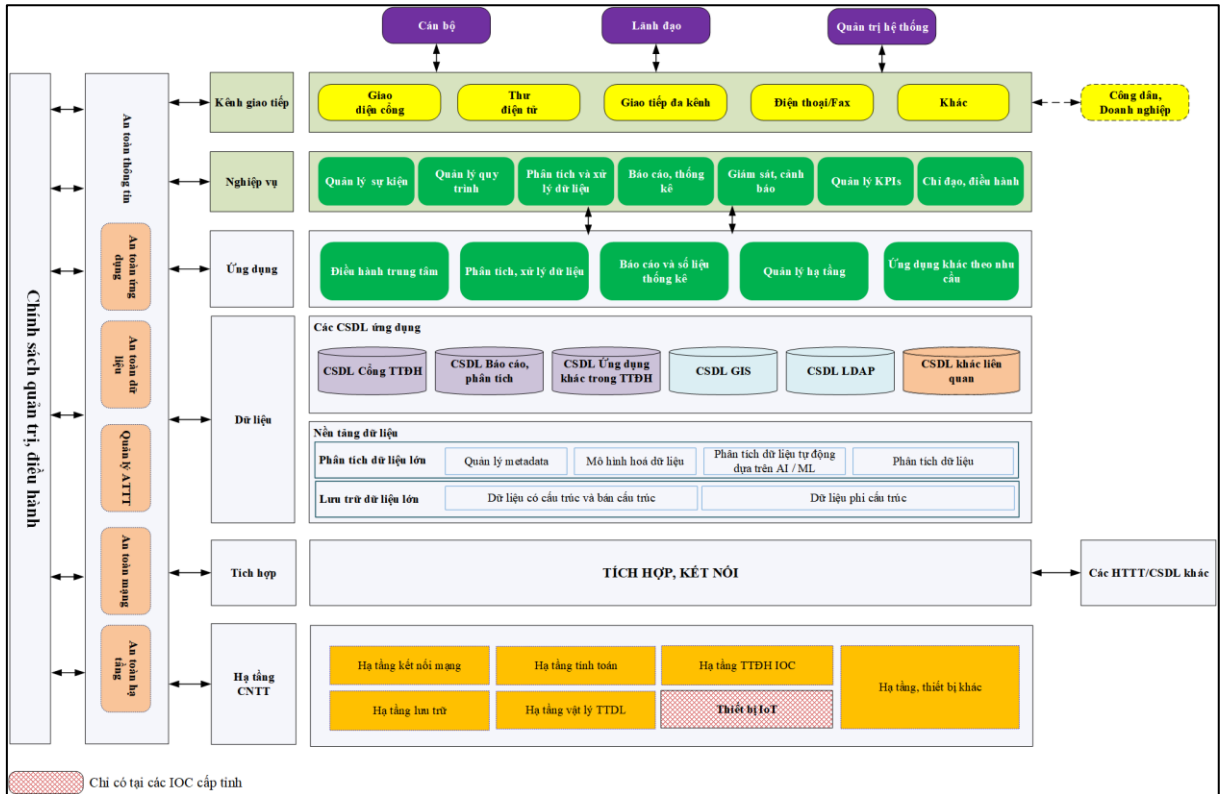 Cán bộ
Lãnh đạo
Quản trị hệ thống
Chính sách quản trị, điều hành
An toàn thông tin
An toàn ứng
dụng
An toàn dữ
liệu
Quản lý ATTT
An toàn mạng
An toàn hạ
tầng
Kênh giao tiếp
Giao
diện cổng
Thư
điện tử
Giao tiếp đa kênh
Điện thoại/Fax
Khác
Công dân,
Doanh nghiệp
Nghiệp vụ
Quản lý sự kiện
Quản lý quy
trình
Phân tích và xử
lý dữ liệu
Báo cáo, thống
kê
Giám sát, cảnh
báo
Quản lý KPIs
Chỉ đạo, điều hành
Ứng dụng
Điều hành trung tâm
Phân tích, xử lý dữ liệu
Báo cáo và số liệu
thống kê
Quản lý hạ tầng
Ứng dụng khác theo nhu
cầu
Dữ liệu
Các CSDL ứng dụng
CSDL Cổng TTĐH
CSDL Báo cáo,
phân tích
CSDL Ứng dụng
khác trong TTĐH
CSDL GIS
CSDL LDAP
CSDL khác liên
quan
Nền tảng dữ liệu
Phân tích dữ liệu lớn
Quản lý metadata
Mô hình hoá dữ liệu
Phân tích dữ liệu tự động
dựa trên AI / ML
Phân tích dữ liệu
Lưu trữ dữ liệu lớn
Dữ liệu có cấu trúc và bán cấu trúc
Dữ liệu phi cấu trúc
Tích hợp
TÍCH HỢP, KẾT NỐI
Các HTTT/CSDL khác
Hạ tầng
CNTT
Hạ tầng kết nối mạng
Hạ tầng tính toán
Hạ tầng TTĐH IOC
Hạ tầng, thiết bị khác
Hạ tầng lưu trữ
Hạ tầng vật lý TTDL
Thiết bị IoT
Chỉ có tại các IOC cấp tỉnh